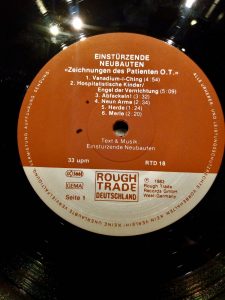 EINSTÜRZENDE
NEUBAUTEN
»Zeichnungen des Patienten O.T.«
1. Vanadium-I-Ching (4:54)
2. Hospitalistische Kinder/
Engel der Vernichtung (5:09)
3. Abfackeln! (3:32)
4. Neun Arme (2:34)
5. Herde (1:24)
6. Merle (2:20)
Text & Musik
Einstürzende Neubauten
33 upm
RTD 18
GEMA
Seite 1
ROUGH
TRADE
DEUTSCHLAND
℗ 1983
Rough Trade
Records GmbH
West-Germany